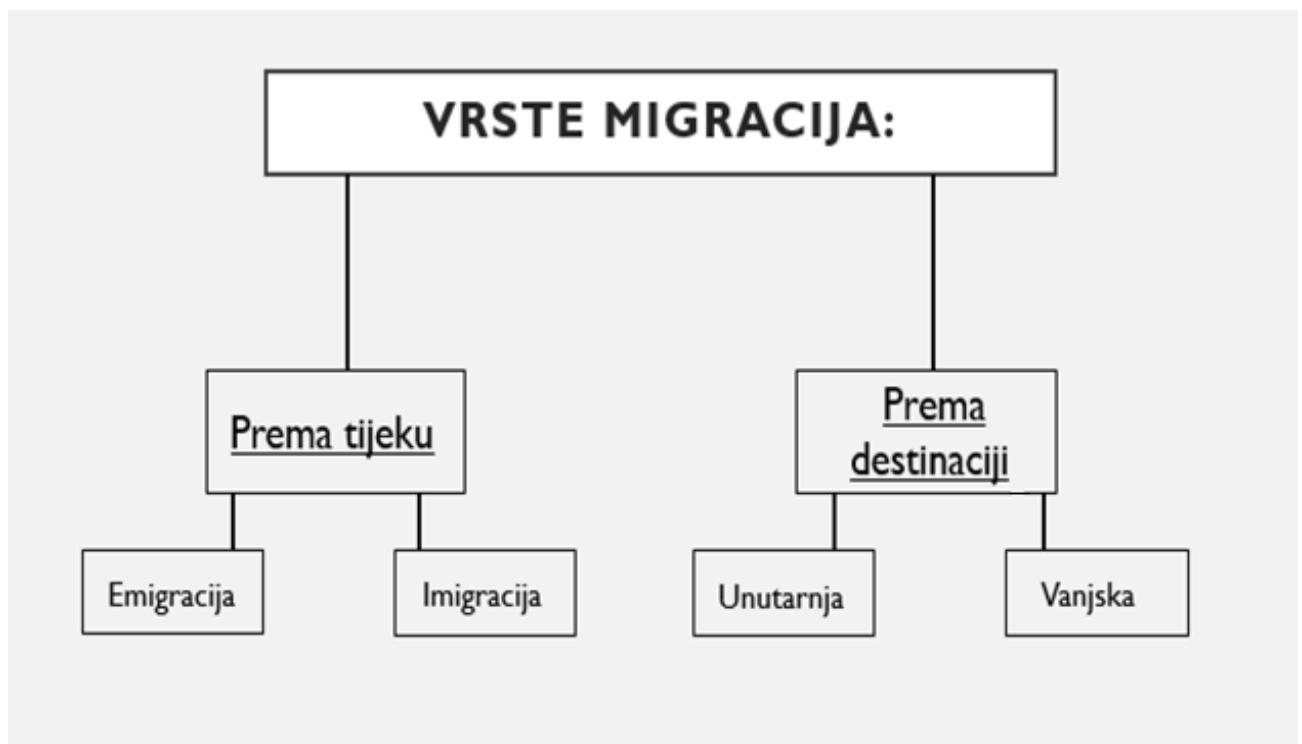 VRSTE MIGRACIJA:
Prema tijeku
Prema
destinaciji
Emigracija
Imigracija
Unutarnja
Vanjska